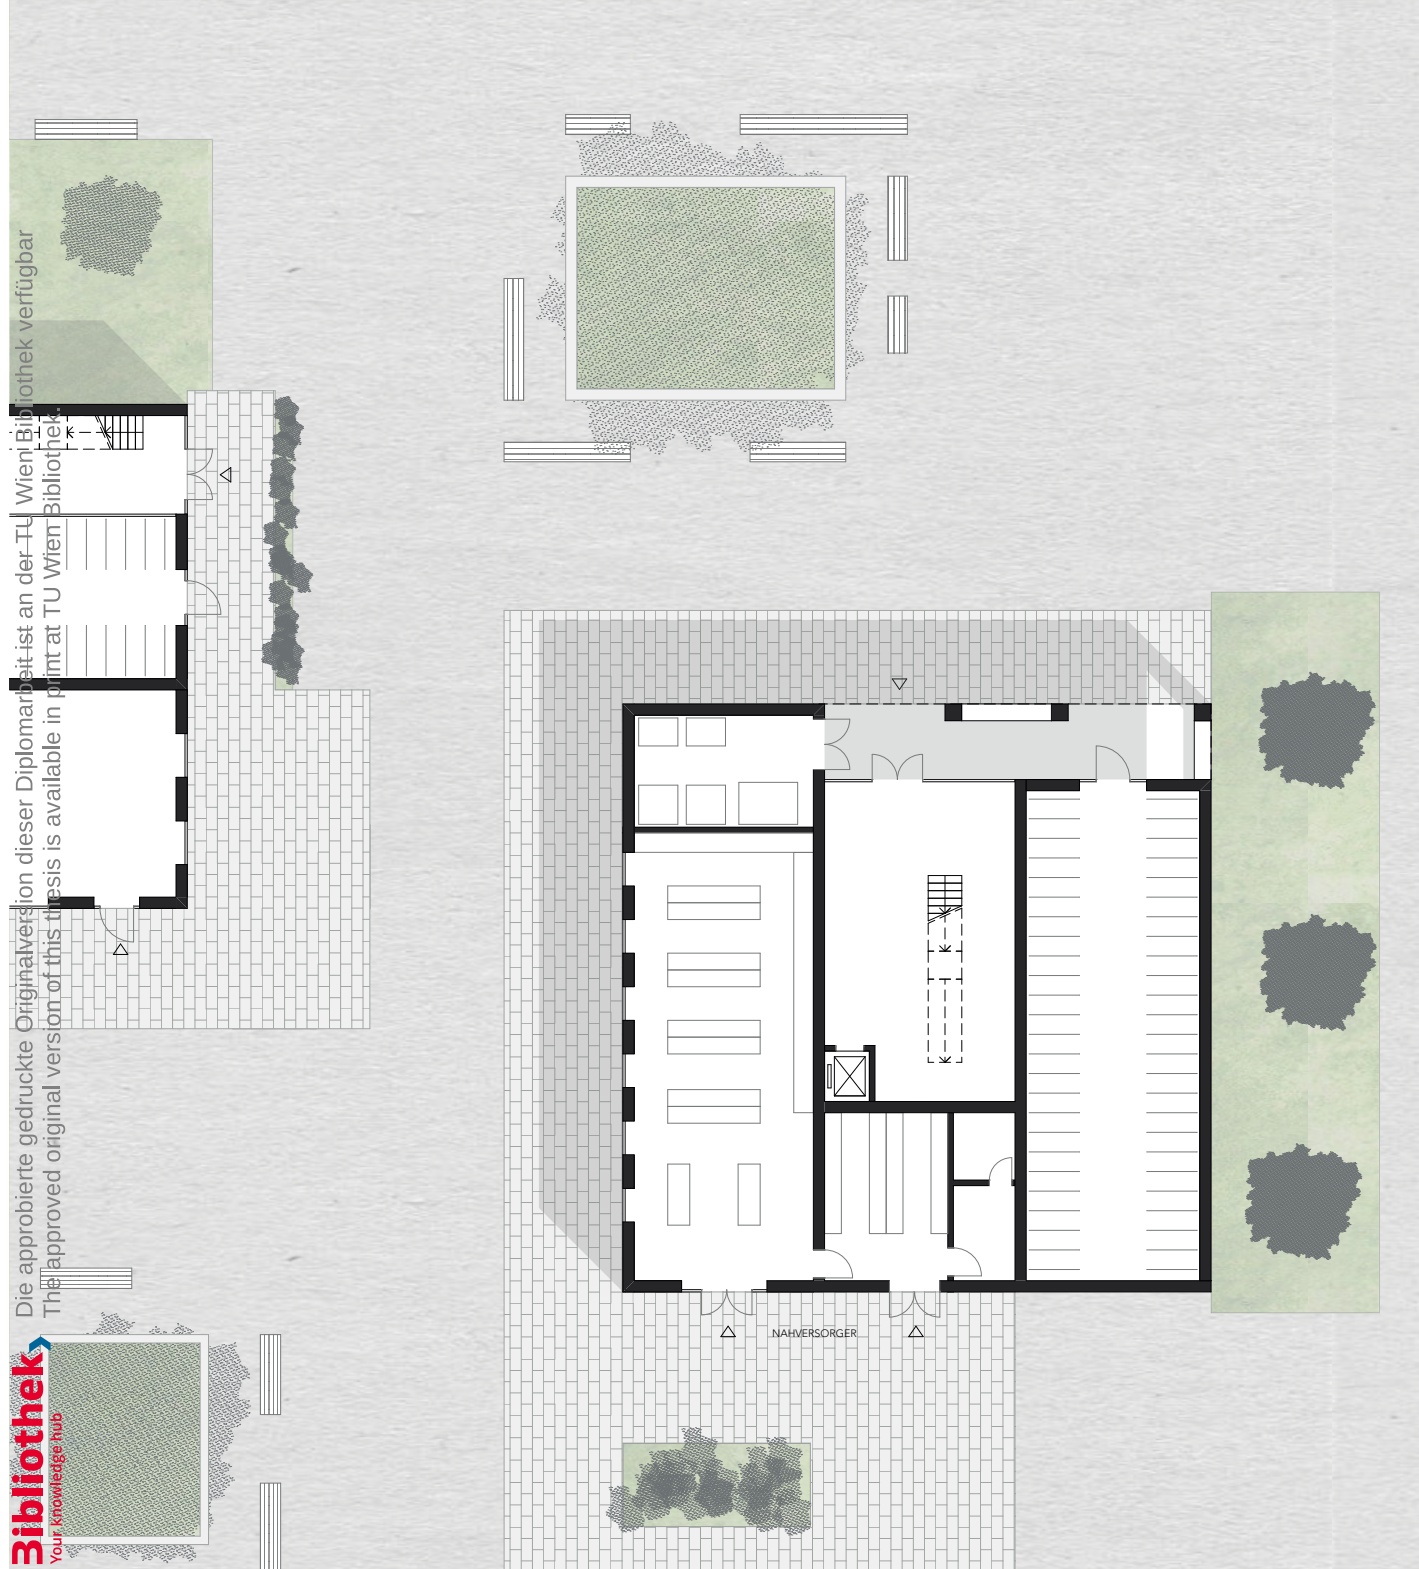 Die approbierte gedruckte Originalversion dieser Diplomarbeit ist an der TU Wien Bibliothek verfügbar
The approved original version of this thesis is available in print at TU Wien Bibliothek.
NAHVERSORGER
Bibliothek
Your knowledge hub